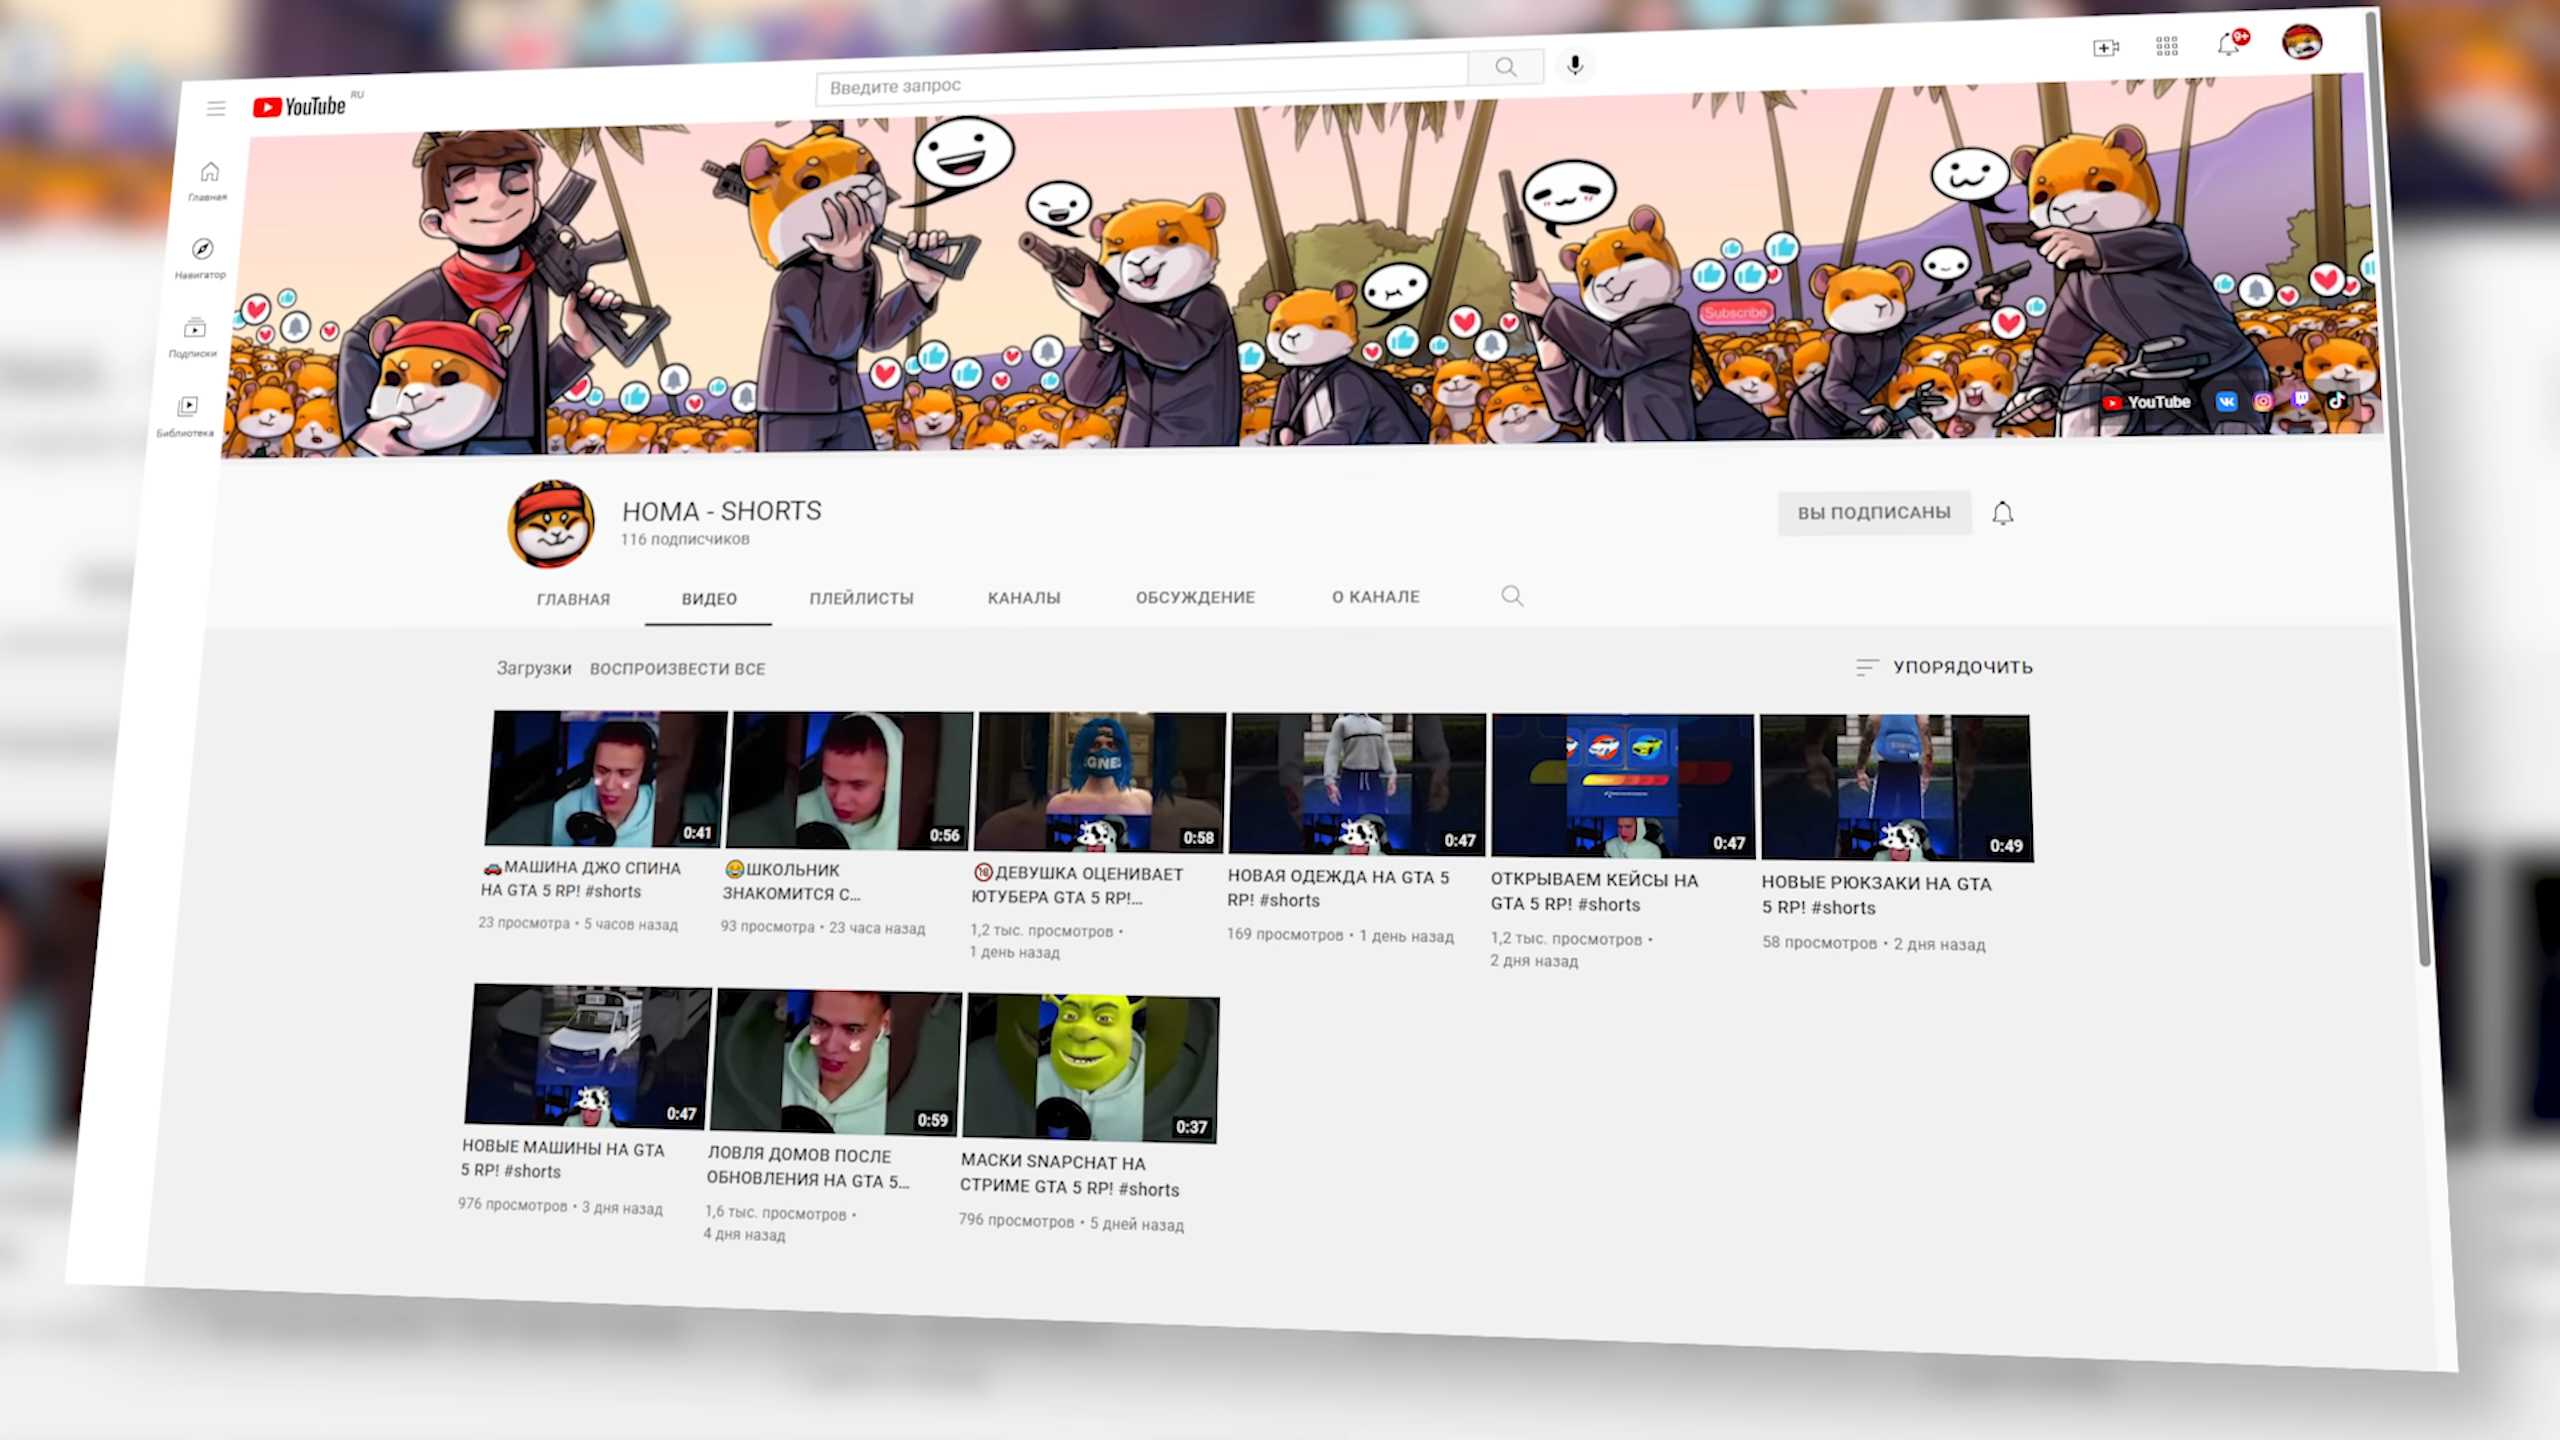 YouTube RU
Введите запрос
9+
Главная
Навигатор
Подписки
Библиотека
Subscribe
YouTube
HOMA - SHORTS
116 подписчиков
ВЫ ПОДПИСАНЫ
ГЛАВНАЯ ВИДЕО ПЛЕЙЛИСТЫ КАНАЛЫ ОБСУЖДЕНИЕ О КАНАЛЕ
Загрузки ВОСПРОИЗВЕСТИ ВСЕ
УПОРЯДОЧИТЬ
0:41
🚗МАШИНА ДЖО СПИНА
НА GTA 5 RP! #shorts
23 просмотра • 5 часов назад
0:56
😂ШКОЛЬНИК
ЗНАКОМИТСЯ С...
93 просмотра • 23 часа назад
0:58
🔞ДЕВУШКА ОЦЕНИВАЕТ
ЮТУБЕРА GTA 5 RP!...
1,2 тыс. просмотров •
1 день назад
0:47
НОВАЯ ОДЕЖДА НА GTA 5
RP! #shorts
169 просмотров • 1 день назад
0:47
ОТКРЫВАЕМ КЕЙСЫ НА
GTA 5 RP! #shorts
1,2 тыс. просмотров •
2 дня назад
0:49
НОВЫЕ РЮКЗАКИ НА GTA
5 RP! #shorts
58 просмотров • 2 дня назад
0:47
НОВЫЕ МАШИНЫ НА GTA
5 RP! #shorts
976 просмотров • 3 дня назад
0:59
ЛОВЛЯ ДОМОВ ПОСЛЕ
ОБНОВЛЕНИЯ НА GTA 5...
1,6 тыс. просмотров •
4 дня назад
0:37
МАСКИ SNAPCHAT НА
СТРИМЕ GTA 5 RP! #shorts
796 просмотров • 5 дней назад